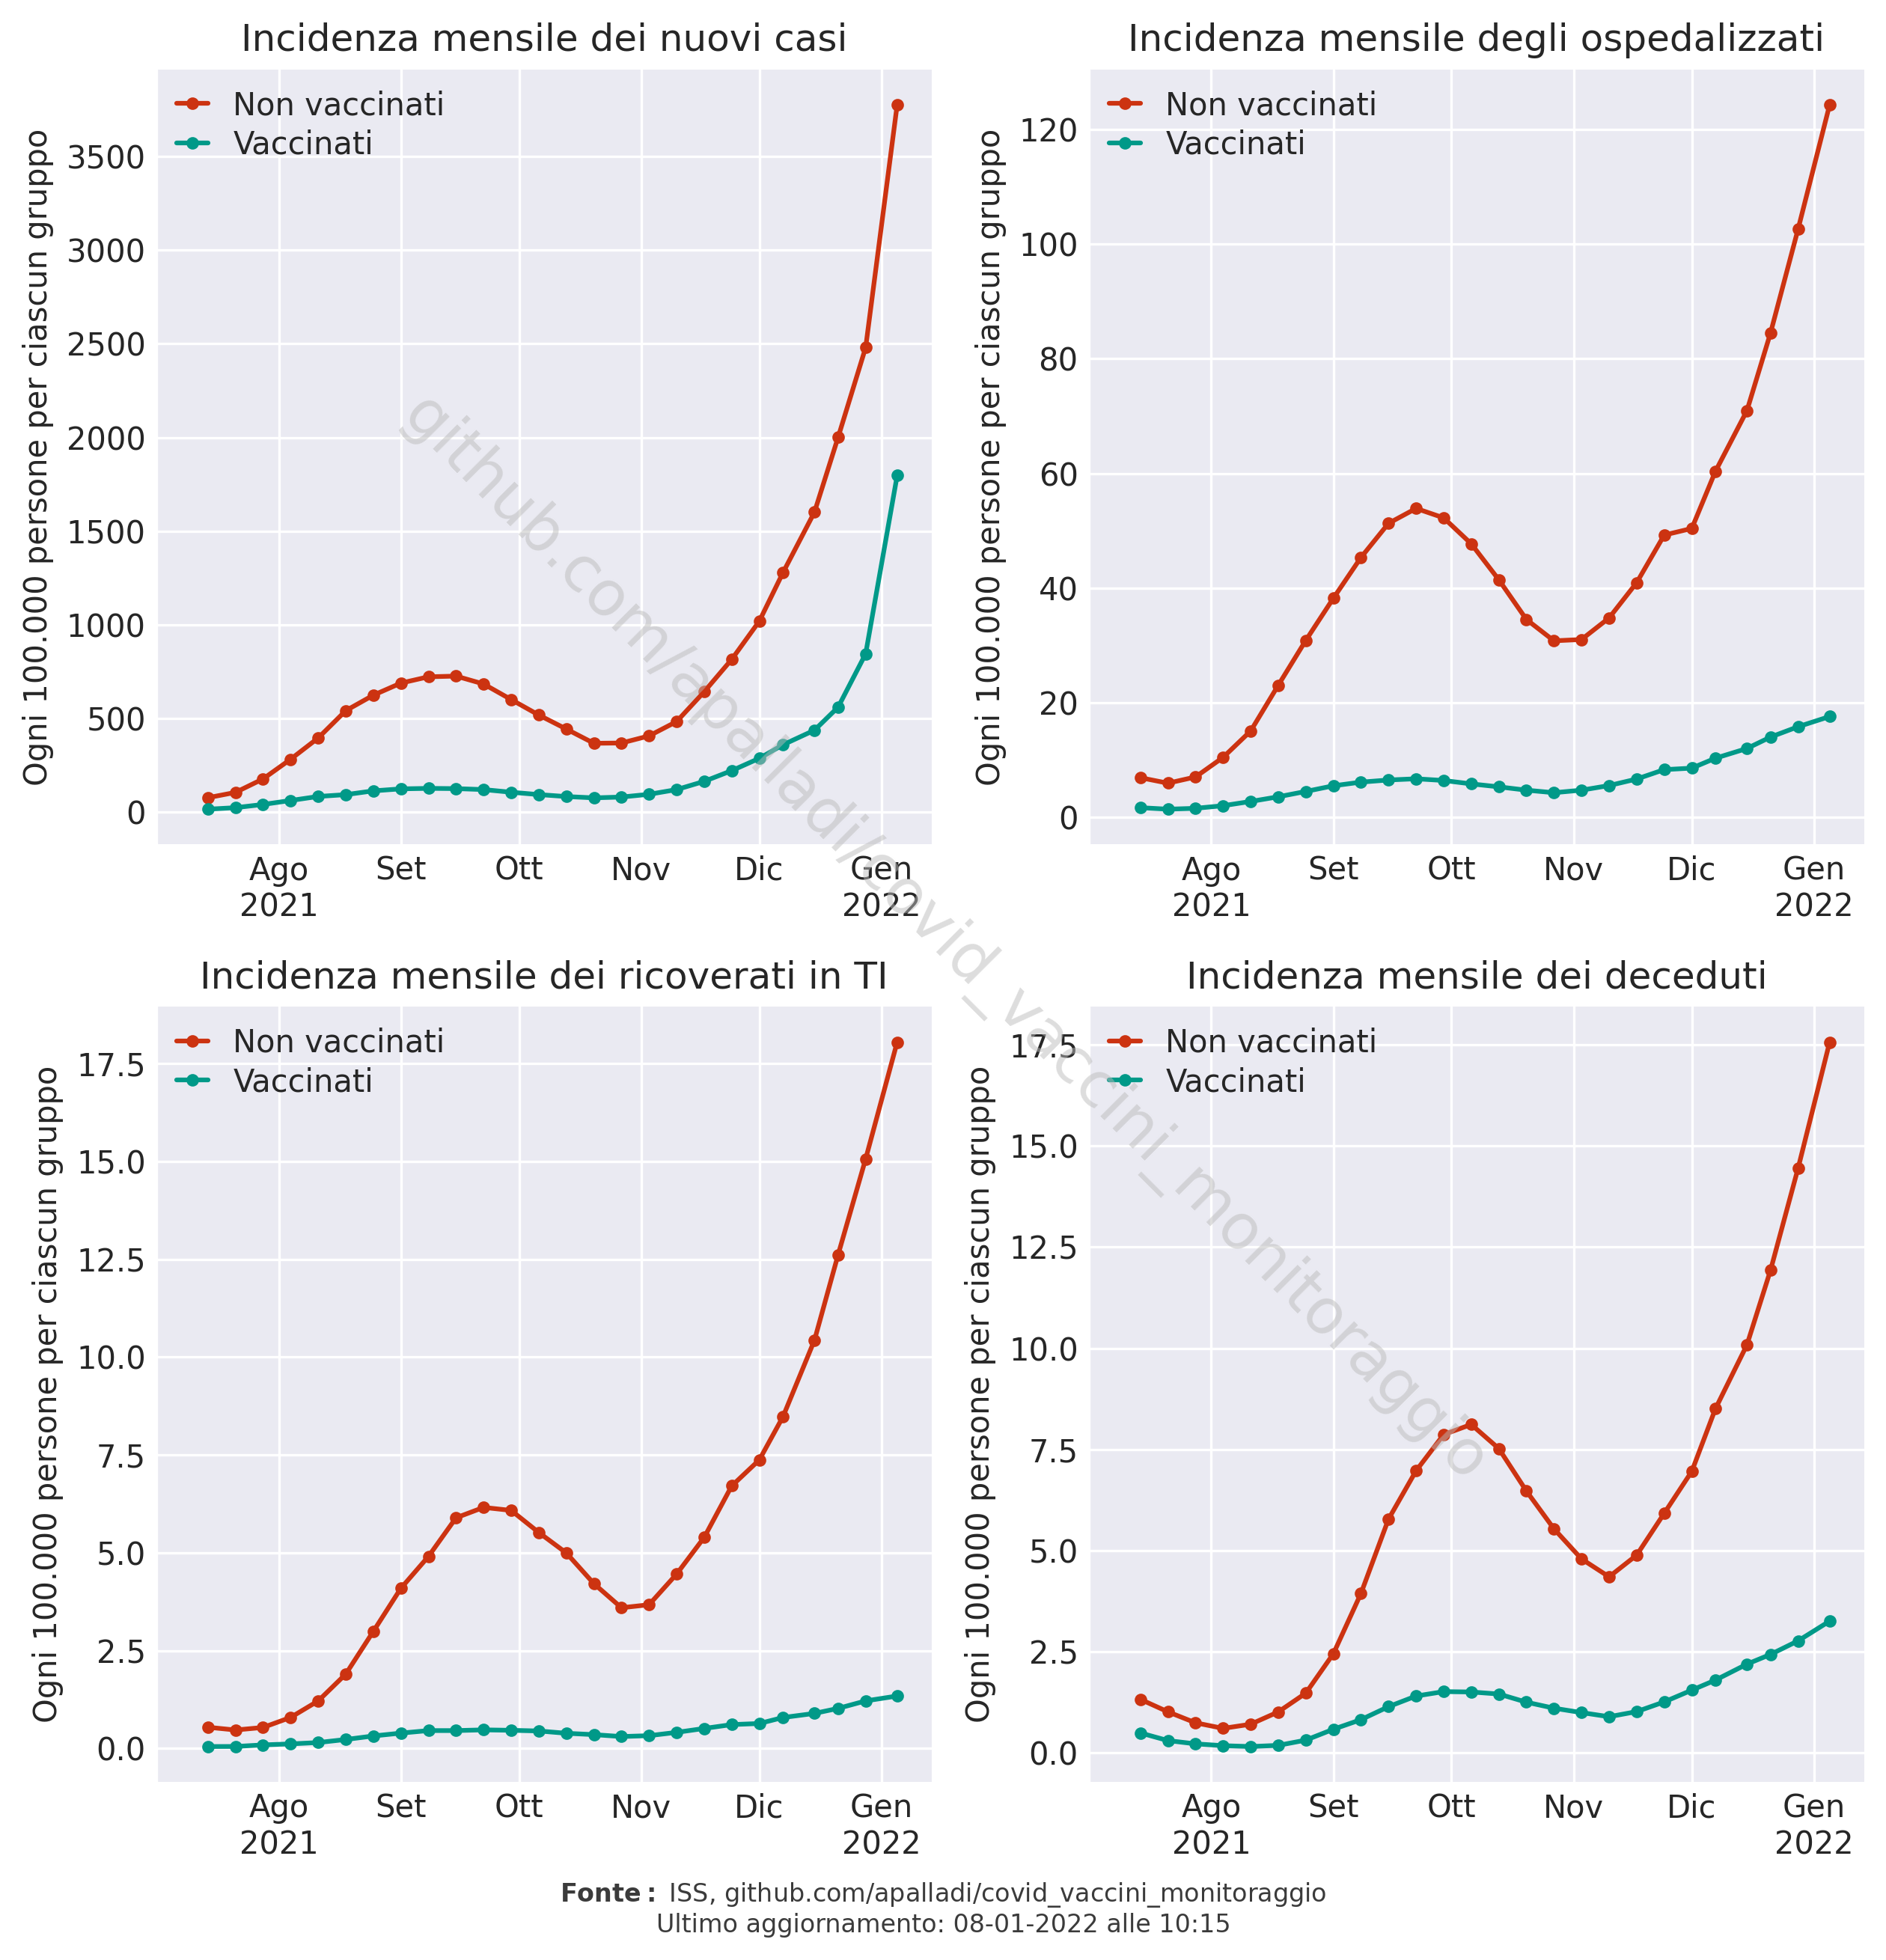 Incidenza mensile dei nuovi casi
Ogni 100.000 persone per ciascun gruppo
Non vaccinati
Vaccinati
3500
3000
2500
2000
1500
1000
500
0
Ago Set Ott Nov Dic Gen
2021 2022
Incidenza mensile degli ospedalizzati
Ogni 100.000 persone per ciascun gruppo
Non vaccinati
Vaccinati
120
100
80
60
40
20
0
Ago Set Ott Nov Dic Gen
2021 2022
Incidenza mensile dei ricoverati in TI
Ogni 100.000 persone per ciascun gruppo
Non vaccinati
Vaccinati
17.5
15.0
12.5
10.0
7.5
5.0
2.5
0.0
Ago Set Ott Nov Dic Gen
2021 2022
Incidenza mensile dei deceduti
Ogni 100.000 persone per ciascun gruppo
Non vaccinati
Vaccinati
17.5
15.0
12.5
10.0
7.5
5.0
2.5
0.0
Ago Set Ott Nov Dic Gen
2021 2022
github.com/apalladi/covid_vaccini_monitoraggio
Fonte: ISS, github.com/apalladi/covid_vaccini_monitoraggio
Ultimo aggiornamento: 08-01-2022 alle 10:15